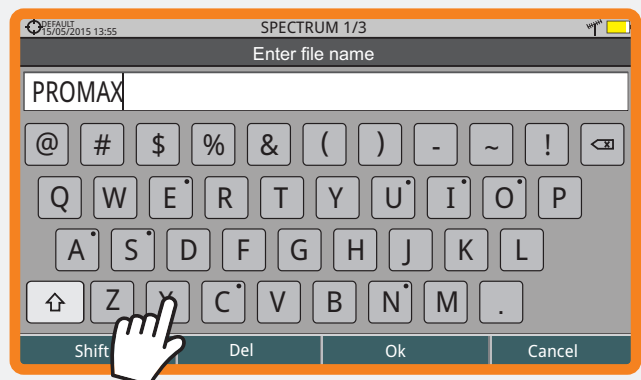 DEFAULT
15/05/2015 13:55 SPECTRUM 1/3
Enter file name
PROMAX
@ # $ % & ( ) - ~ !
Q W E R T Y U I O P
A S D F G H J K L
Z X C V B N M .
Shift Del Ok Cancel